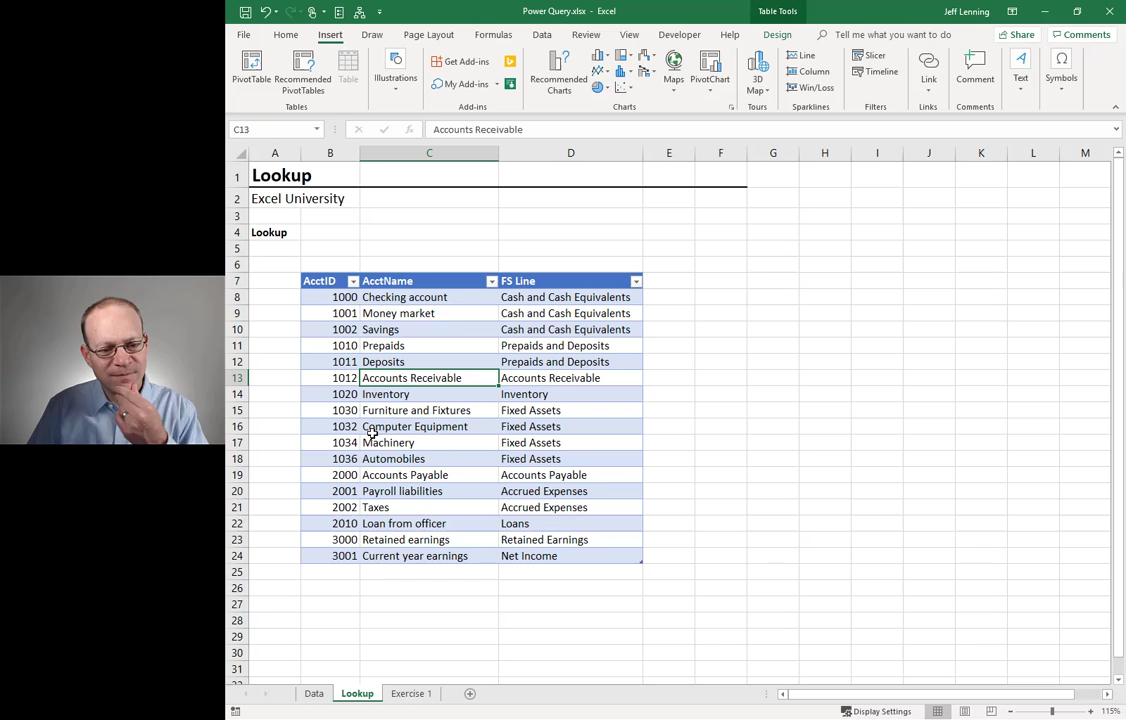 Power Query.xlsx - Excel
Table Tools
Jeff Lenning
File Home Insert Draw Page Layout Formulas Data Review View Developer Help Design Tell me what you want to do Share Comments
PivotTable Recommended PivotTables Table Illustrations Get Add-ins My Add-ins Recommended Charts Maps PivotChart 3D Map Line Column Win/Loss Slicer Timeline Link Comment Text Symbols
Tables Add-ins Charts Tours Sparklines Filters Links Comments
C13 fx Accounts Receivable
A B C D E F G H I J K L M
1 Lookup
2 Excel University
3
4 Lookup
5
6
7 AcctID AcctName FS Line
8 1000 Checking account Cash and Cash Equivalents
9 1001 Money market Cash and Cash Equivalents
10 1002 Savings Cash and Cash Equivalents
11 1010 Prepaids Prepaids and Deposits
12 1011 Deposits Prepaids and Deposits
13 1012 Accounts Receivable Accounts Receivable
14 1020 Inventory Inventory
15 1030 Furniture and Fixtures Fixed Assets
16 1032 Computer Equipment Fixed Assets
17 1034 Machinery Fixed Assets
18 1036 Automobiles Fixed Assets
19 2000 Accounts Payable Accounts Payable
20 2001 Payroll liabilities Accrued Expenses
21 2002 Taxes Accrued Expenses
22 2010 Loan from officer Loans
23 3000 Retained earnings Retained Earnings
24 3001 Current year earnings Net Income
25
26
27
28
29
30
31
Data Lookup Exercise 1
Display Settings 115%